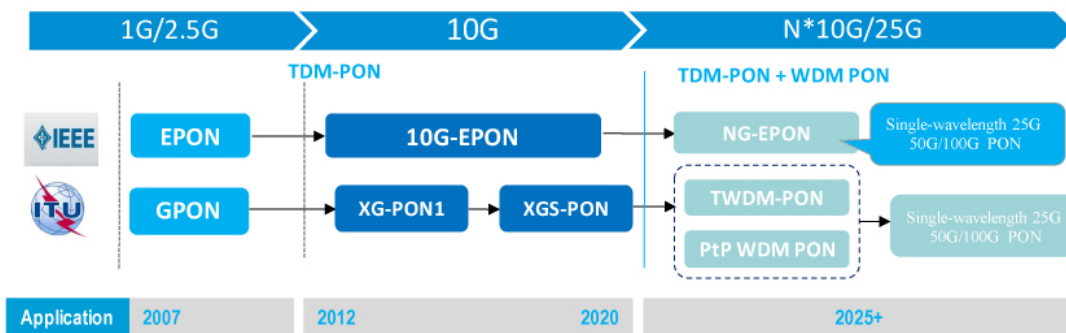 1G/2.5G
10G
N*10G/25G
TDM-PON
TDM-PON + WDM PON
IEEE
EPON
10G-EPON
NG-EPON
Single-wavelength 25G
50G/100G PON
ITU
GPON
XG-PON1
XGS-PON
TWDM-PON
PtP WDM PON
Single-wavelength 25G
50G/100G PON
Application
2007
2012
2020
2025+